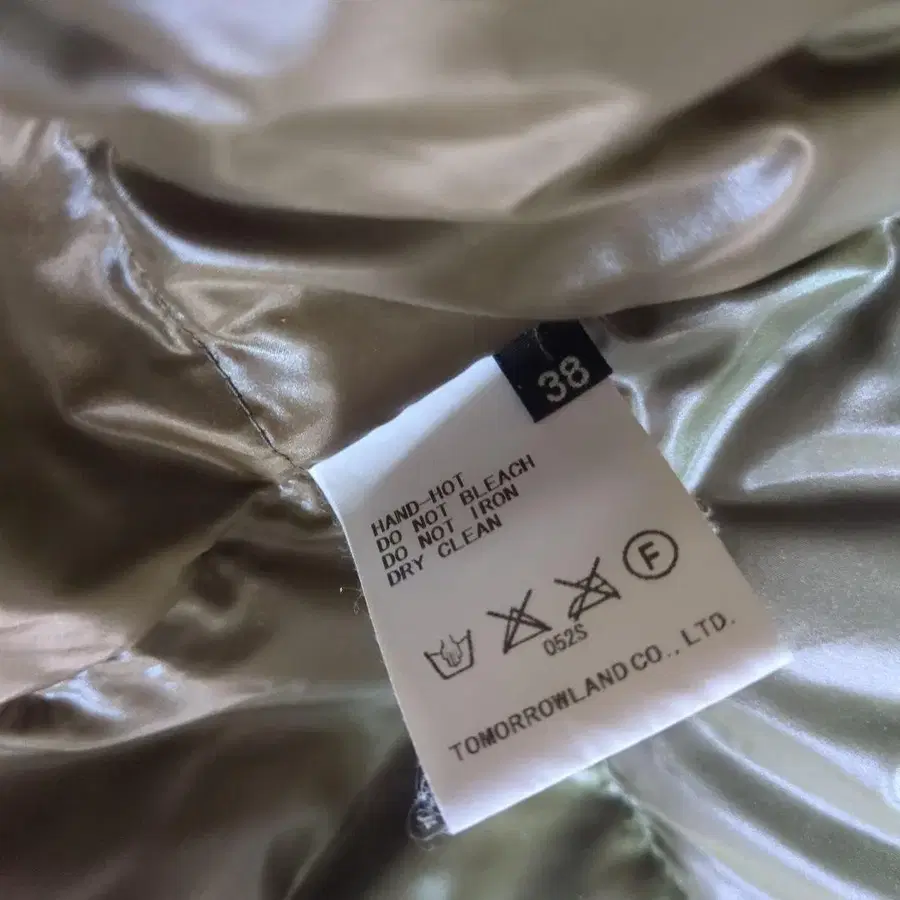 38
HAND-HOT
DO NOT BLEACH
DO NOT IRON
DRY CLEAN
F
052S
TOMORROWLAND CO., LTD.